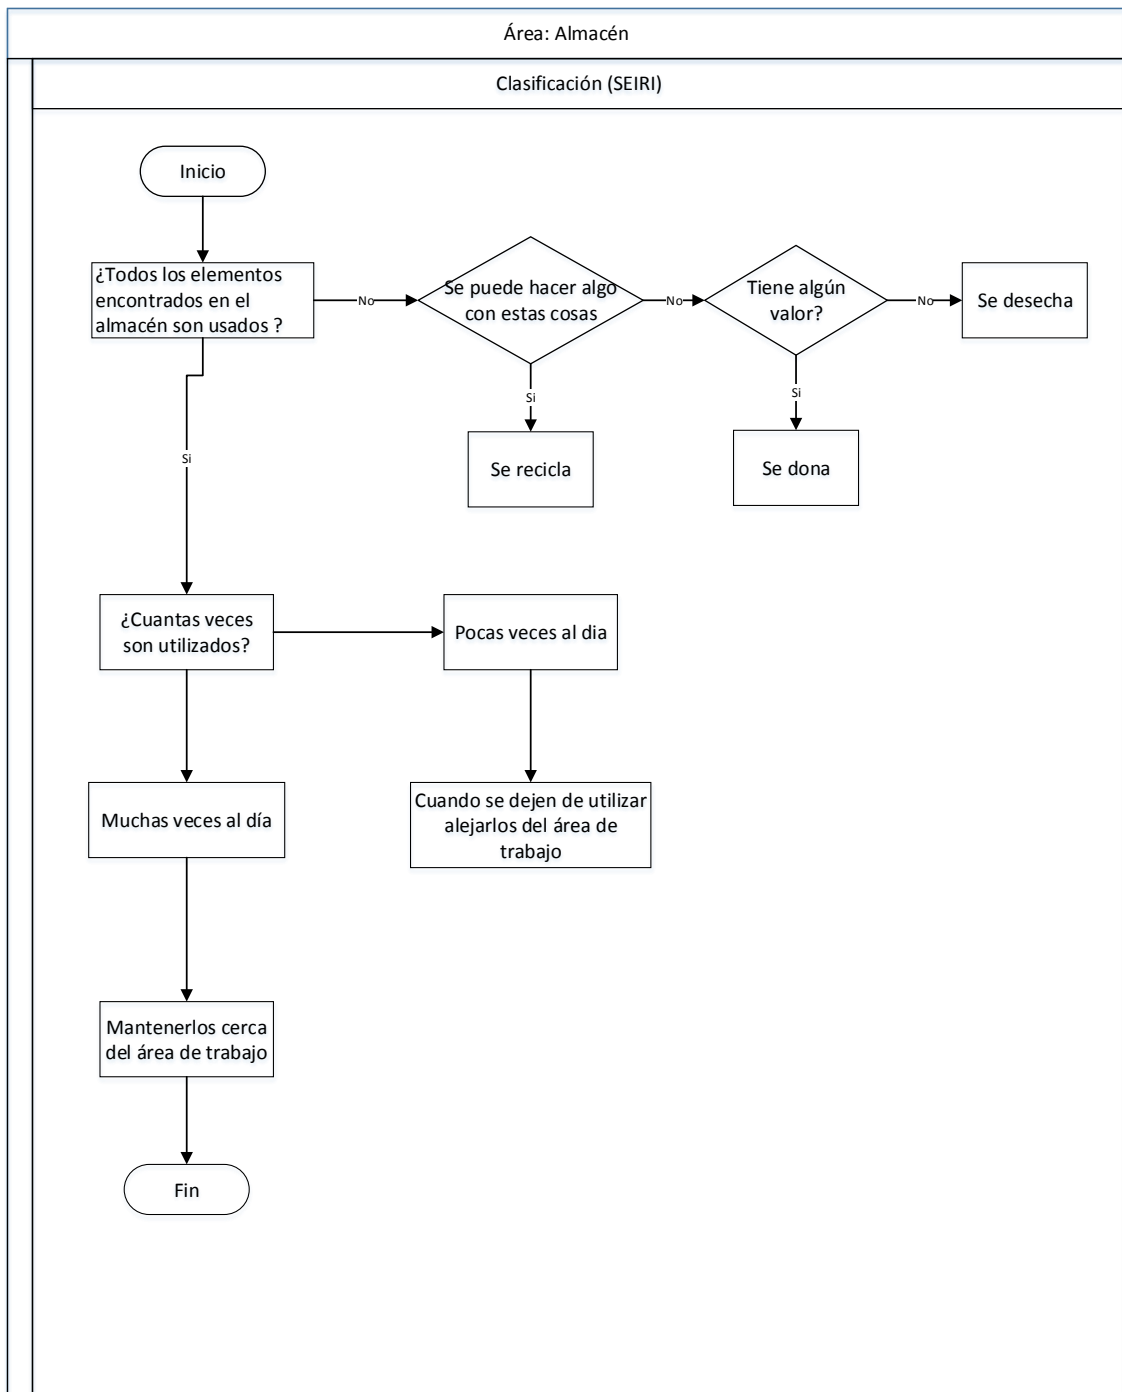 Área: Almacén
Clasificación (SEIRI)
Inicio
¿Todos los elementos
encontrados en el
almacén son usados ?
No
Se puede hacer algo
con estas cosas
No
Tiene algún
valor?
No
Se desecha
Si
Se recicla
Si
Se dona
Si
¿Cuantas veces
son utilizados?
Pocas veces al dia
Muchas veces al día
Cuando se dejen de utilizar
alejarlos del área de
trabajo
Mantenerlos cerca
del área de trabajo
Fin